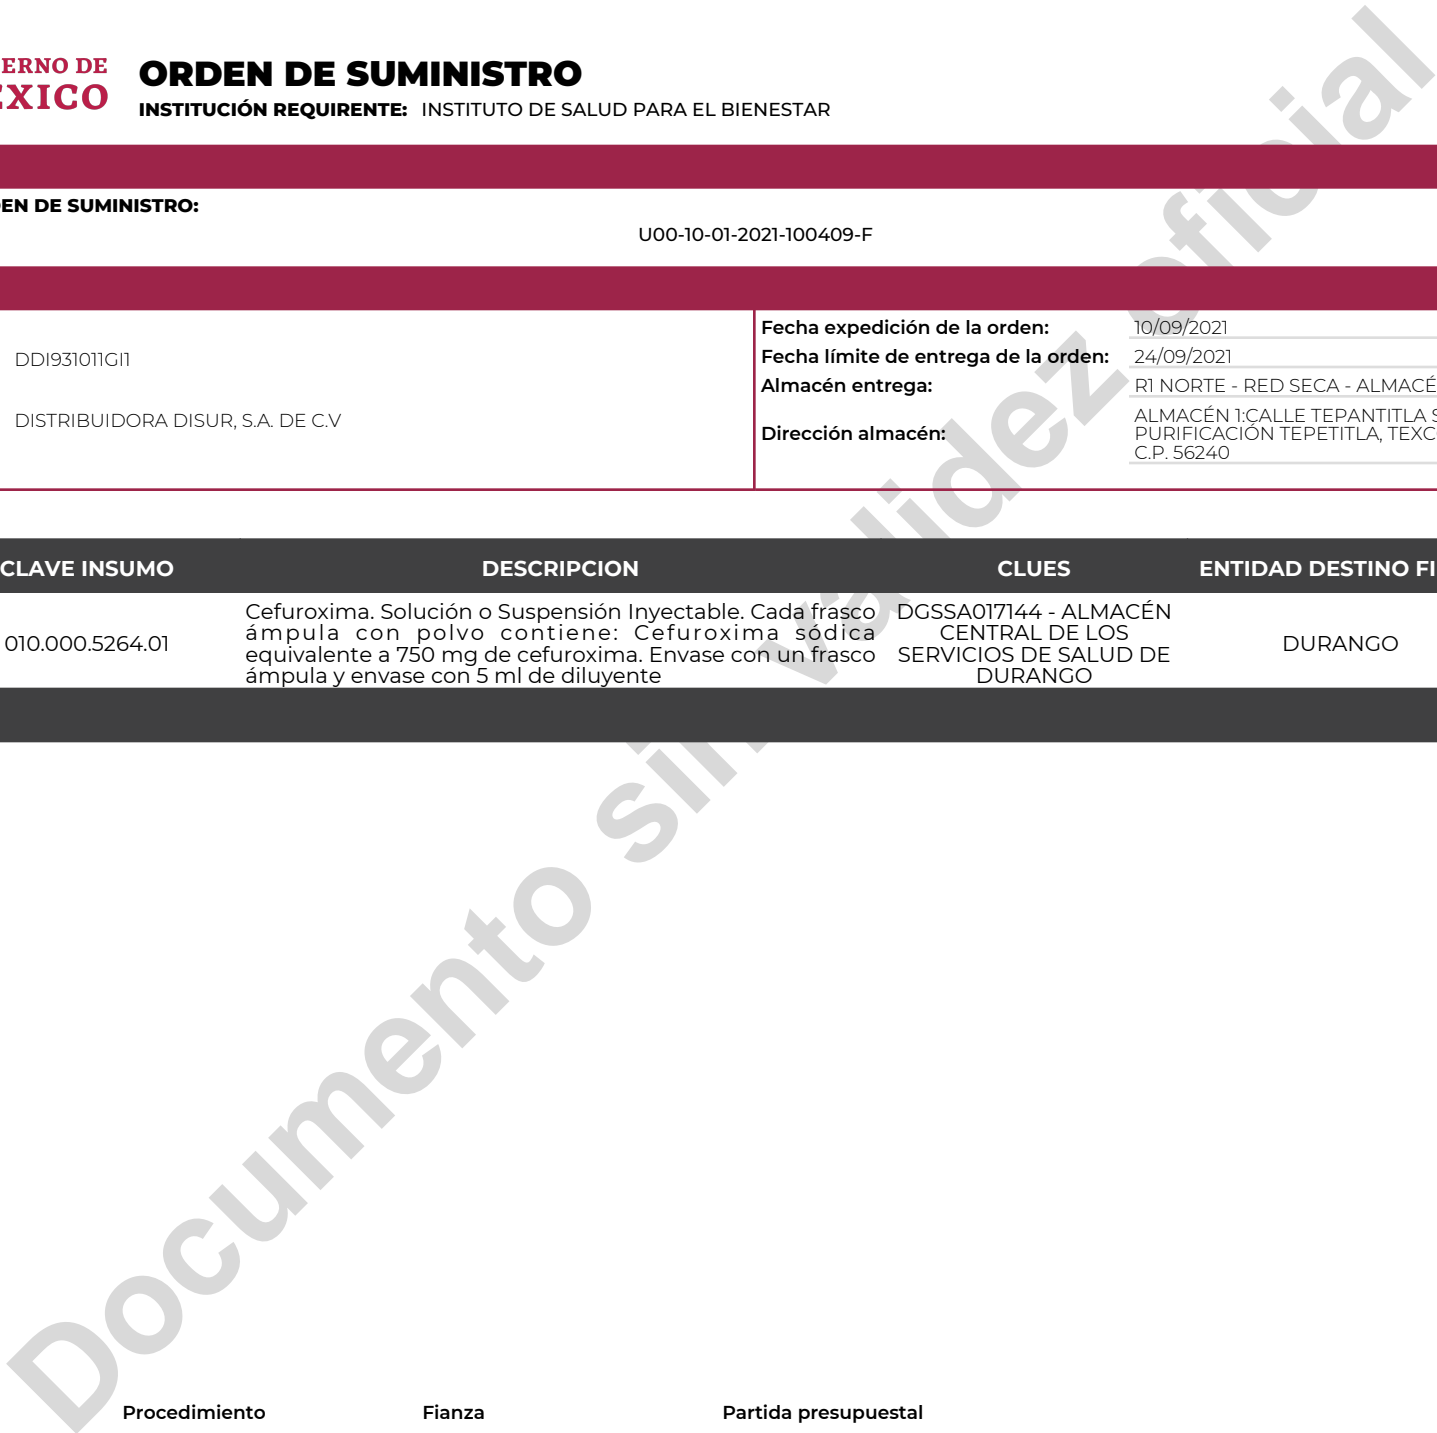 ERNO DE
ÉXICO
ORDEN DE SUMINISTRO
INSTITUCIÓN REQUIRENTE: INSTITUTO DE SALUD PARA EL BIENESTAR
EN DE SUMINISTRO:
U00-10-01-2021-100409-F
DDI931011GI1
DISTRIBUIDORA DISUR, S.A. DE C.V
Fecha expedición de la orden: 10/09/2021
Fecha límite de entrega de la orden: 24/09/2021
Almacén entrega: R1 NORTE - RED SECA - ALMACÉ
Dirección almacén:
ALMACÉN 1:CALLE TEPANTITLA S
PURIFICACIÓN TEPETITLA, TEXC
C.P. 56240
CLAVE INSUMO DESCRIPCION CLUES ENTIDAD DESTINO FI
010.000.5264.01
Cefuroxima. Solución o Suspensión Inyectable. Cada frasco
ámpula con polvo contiene: Cefuroxima sódica
equivalente a 750 mg de cefuroxima. Envase con un frasco
ámpula y envase con 5 ml de diluyente
DGSSA017144 - ALMACÉN
CENTRAL DE LOS
SERVICIOS DE SALUD DE
DURANGO
DURANGO
Documento sin validez oficial
Procedimiento Fianza Partida presupuestal